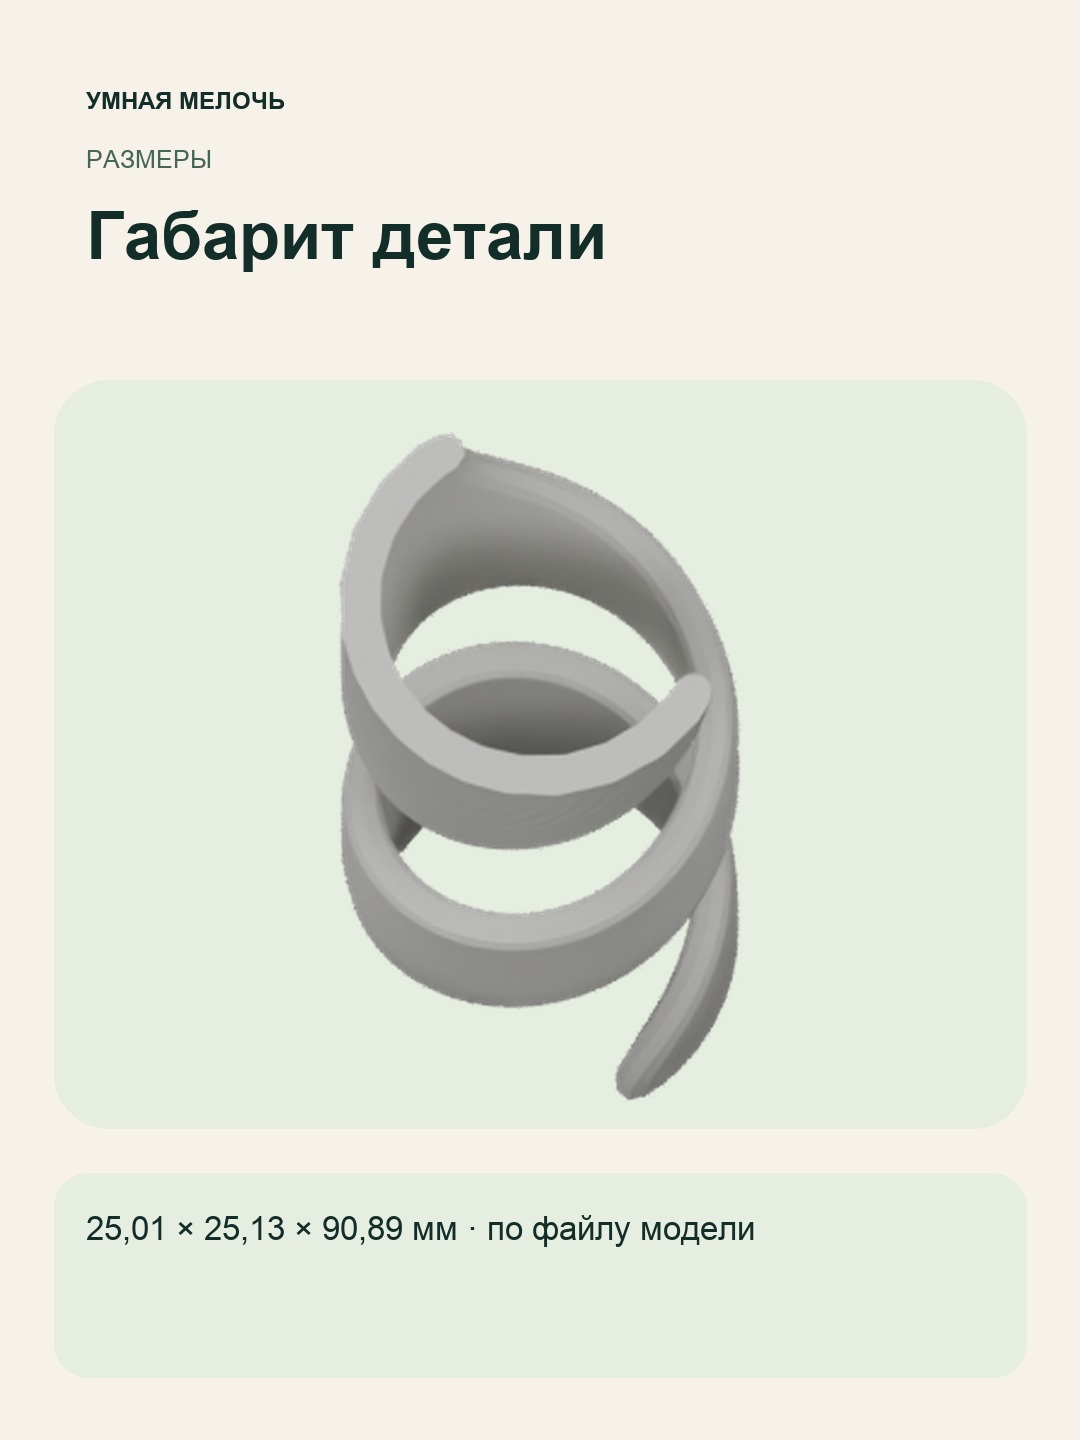 УМНАЯ МЕЛОЧЬ
РАЗМЕРЫ
Габарит детали
25,01 × 25,13 × 90,89 мм · по файлу модели